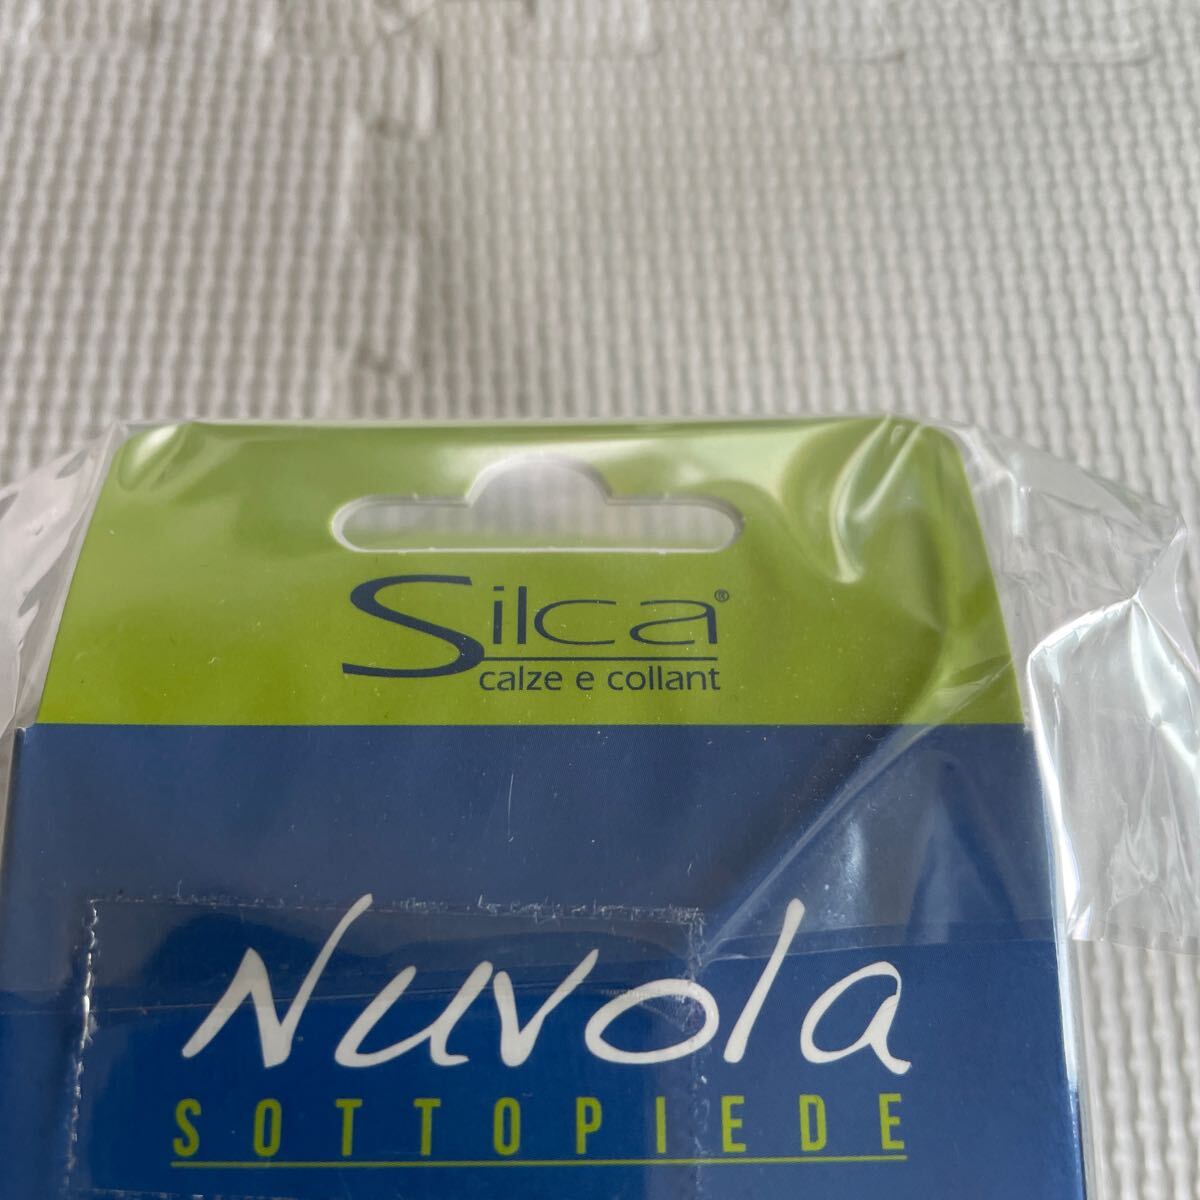 Silca®
calze e collant
Nuvola
SOTTOPIEDE